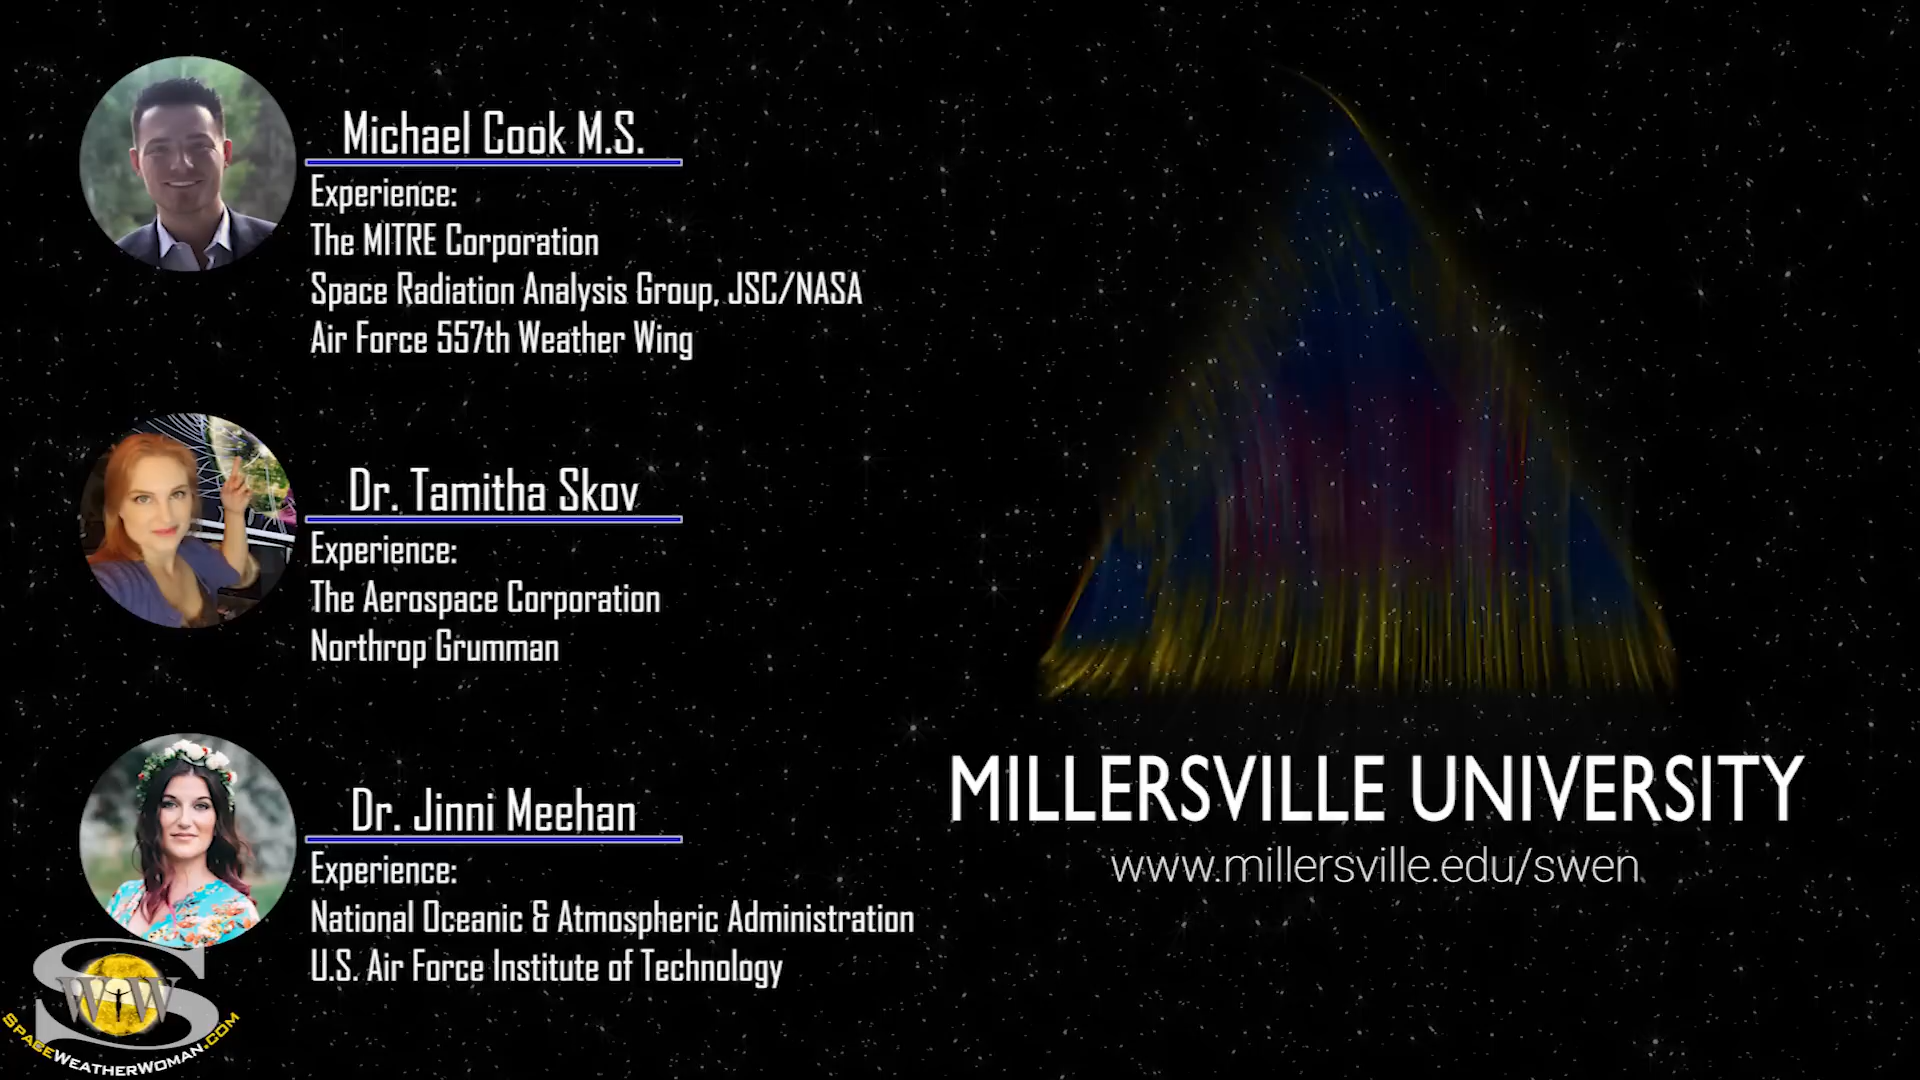 Michael Cook M.S.
Experience:
The MITRE Corporation
Space Radiation Analysis Group, JSC/NASA
Air Force 557th Weather Wing
Dr. Tamitha Skov
Experience:
The Aerospace Corporation
Northrop Grumman
Dr. Jinni Meehan
Experience:
National Oceanic & Atmospheric Administration
U.S. Air Force Institute of Technology
MILLERSVILLE UNIVERSITY
www.millersville.edu/swen
S
WW
SPACEWEATHERWOMAN.COM